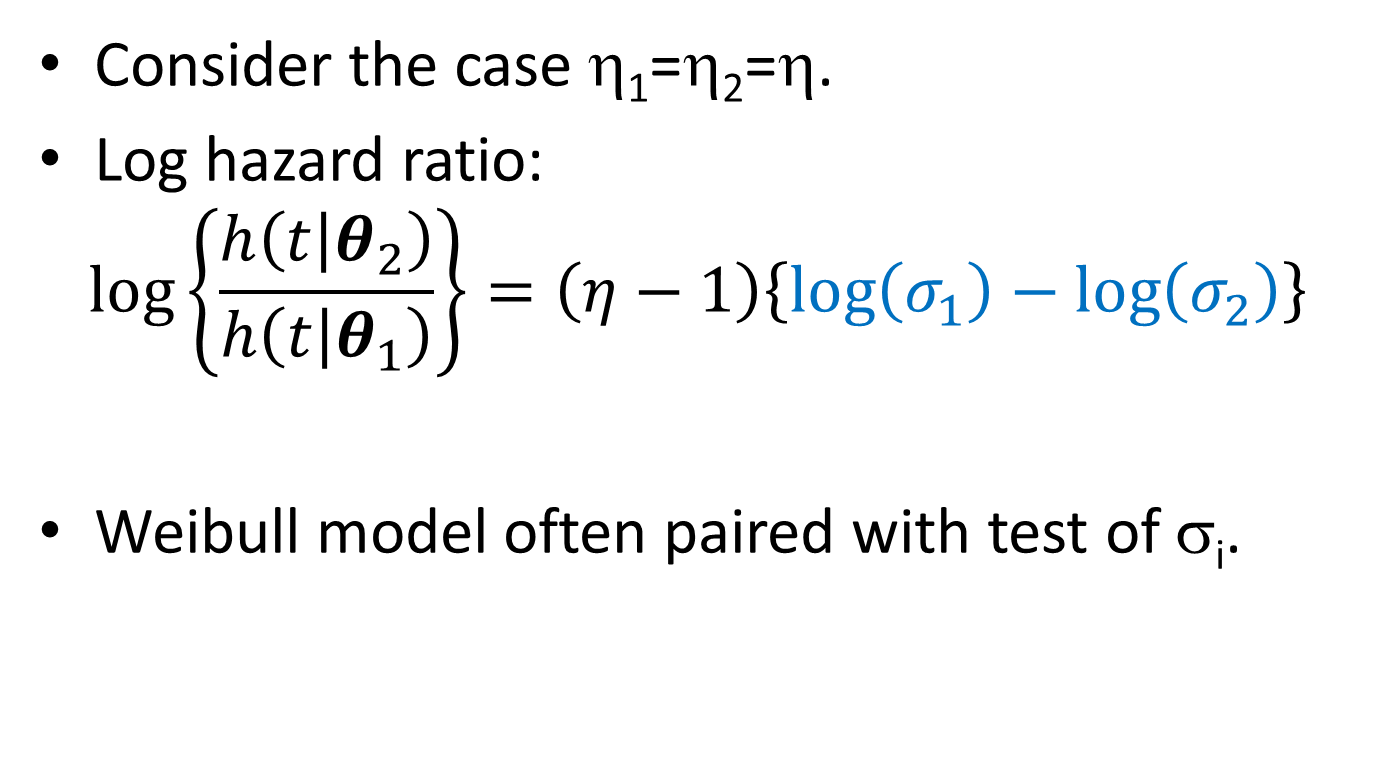 • Consider the case η₁=η₂=η.
• Log hazard ratio:
log{h(t|𝜽₂)/h(t|𝜽₁)} = (η − 1){log(σ₁) − log(σ₂)}
• Weibull model often paired with test of σᵢ.